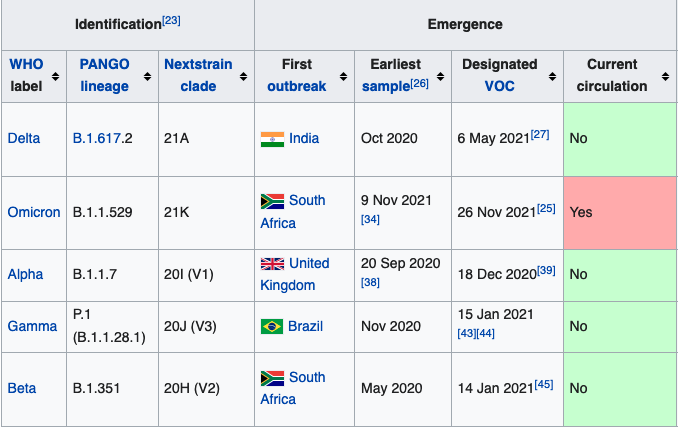 Identification[23] Emergence
WHO label PANGO lineage Nextstrain clade First outbreak Earliest sample[26] Designated VOC Current circulation
Delta B.1.617.2 21A India Oct 2020 6 May 2021[27] No
Omicron B.1.1.529 21K South Africa 9 Nov 2021 [34] 26 Nov 2021[25] Yes
Alpha B.1.1.7 20I (V1) United Kingdom 20 Sep 2020 [38] 18 Dec 2020[39] No
Gamma P.1 (B.1.1.28.1) 20J (V3) Brazil Nov 2020 15 Jan 2021 [43][44] No
Beta B.1.351 20H (V2) South Africa May 2020 14 Jan 2021[45] No